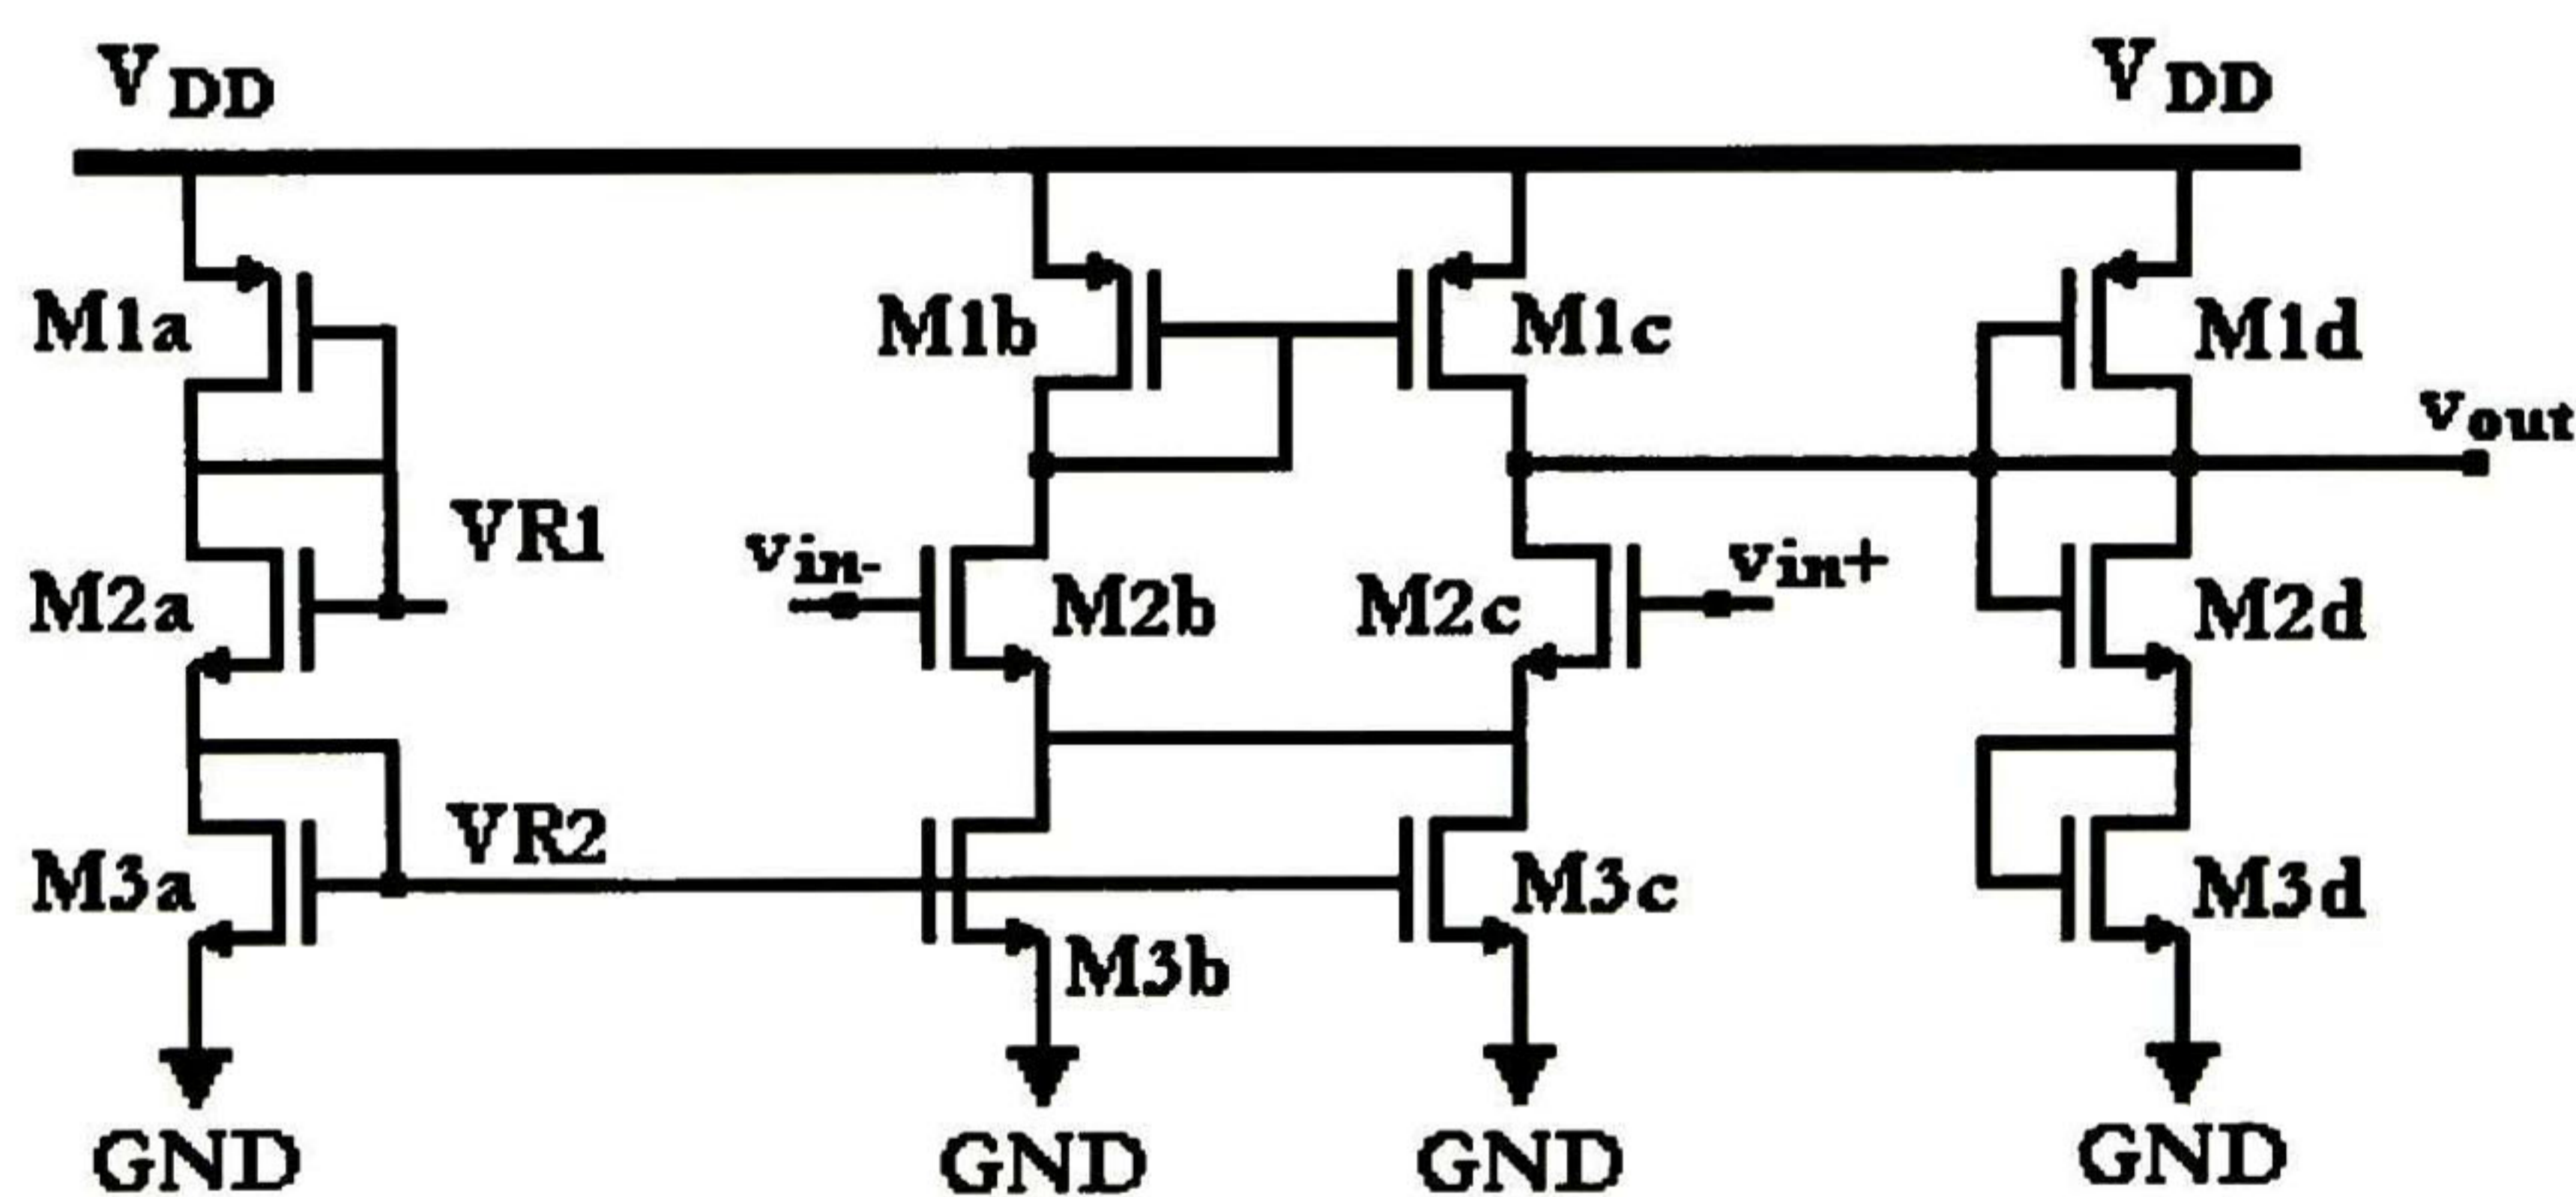 VDD VDD
M1a M1b M1c M1d
vout
VR1 vin- vin+
M2a M2b M2c M2d
VR2
M3a M3b M3c M3d
GND GND GND GND